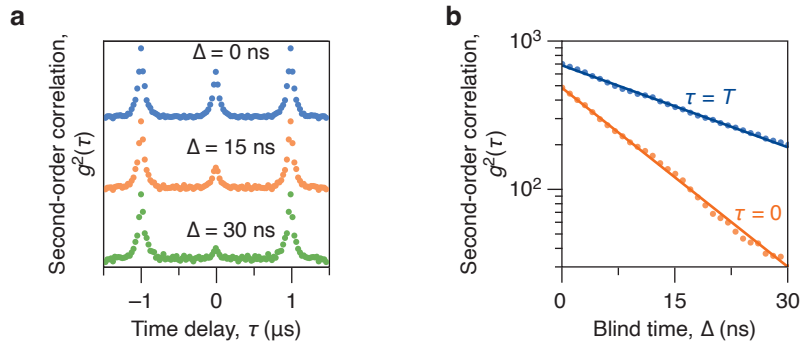 a
Second-order correlation,
g²(τ)
Δ = 0 ns
Δ = 15 ns
Δ = 30 ns
−1
0
1
Time delay, τ (μs)
b
Second-order correlation,
g²(τ)
10³
10²
τ = T
τ = 0
0
15
30
Blind time, Δ (ns)